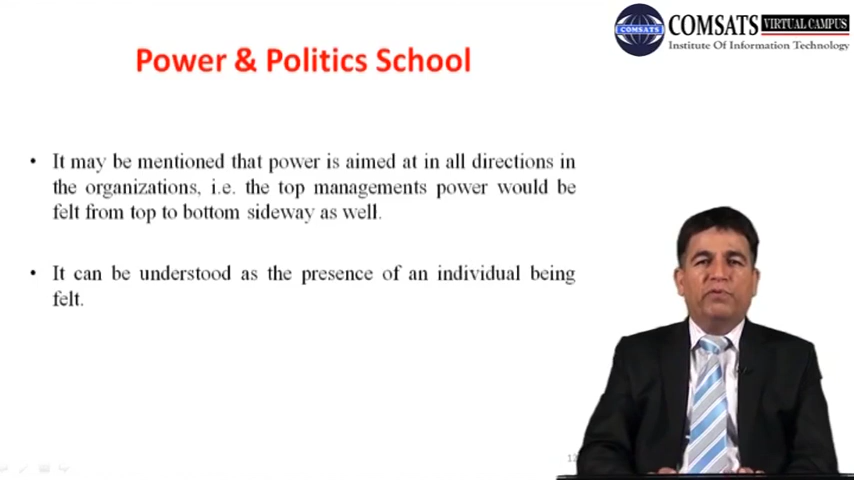 COMSATS VIRTUAL CAMPUS
COMSATS
Institute Of Information Technology
Power & Politics School
• It may be mentioned that power is aimed at in all directions in
the organizations, i.e. the top managements power would be
felt from top to bottom sideway as well.
• It can be understood as the presence of an individual being
felt.